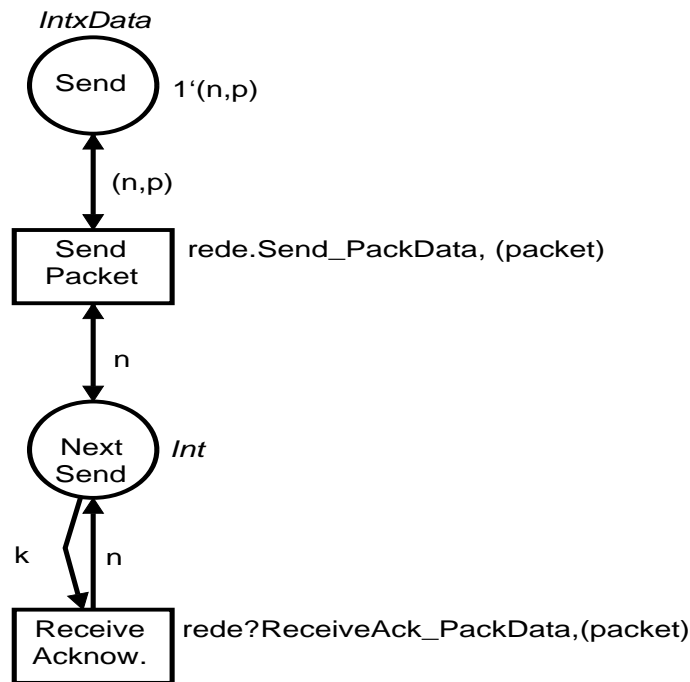 IntxData
Send
1‘(n,p)
(n,p)
Send
Packet
rede.Send_PackData, (packet)
n
Next
Send
Int
k
n
Receive
Acknow.
rede?ReceiveAck_PackData,(packet)